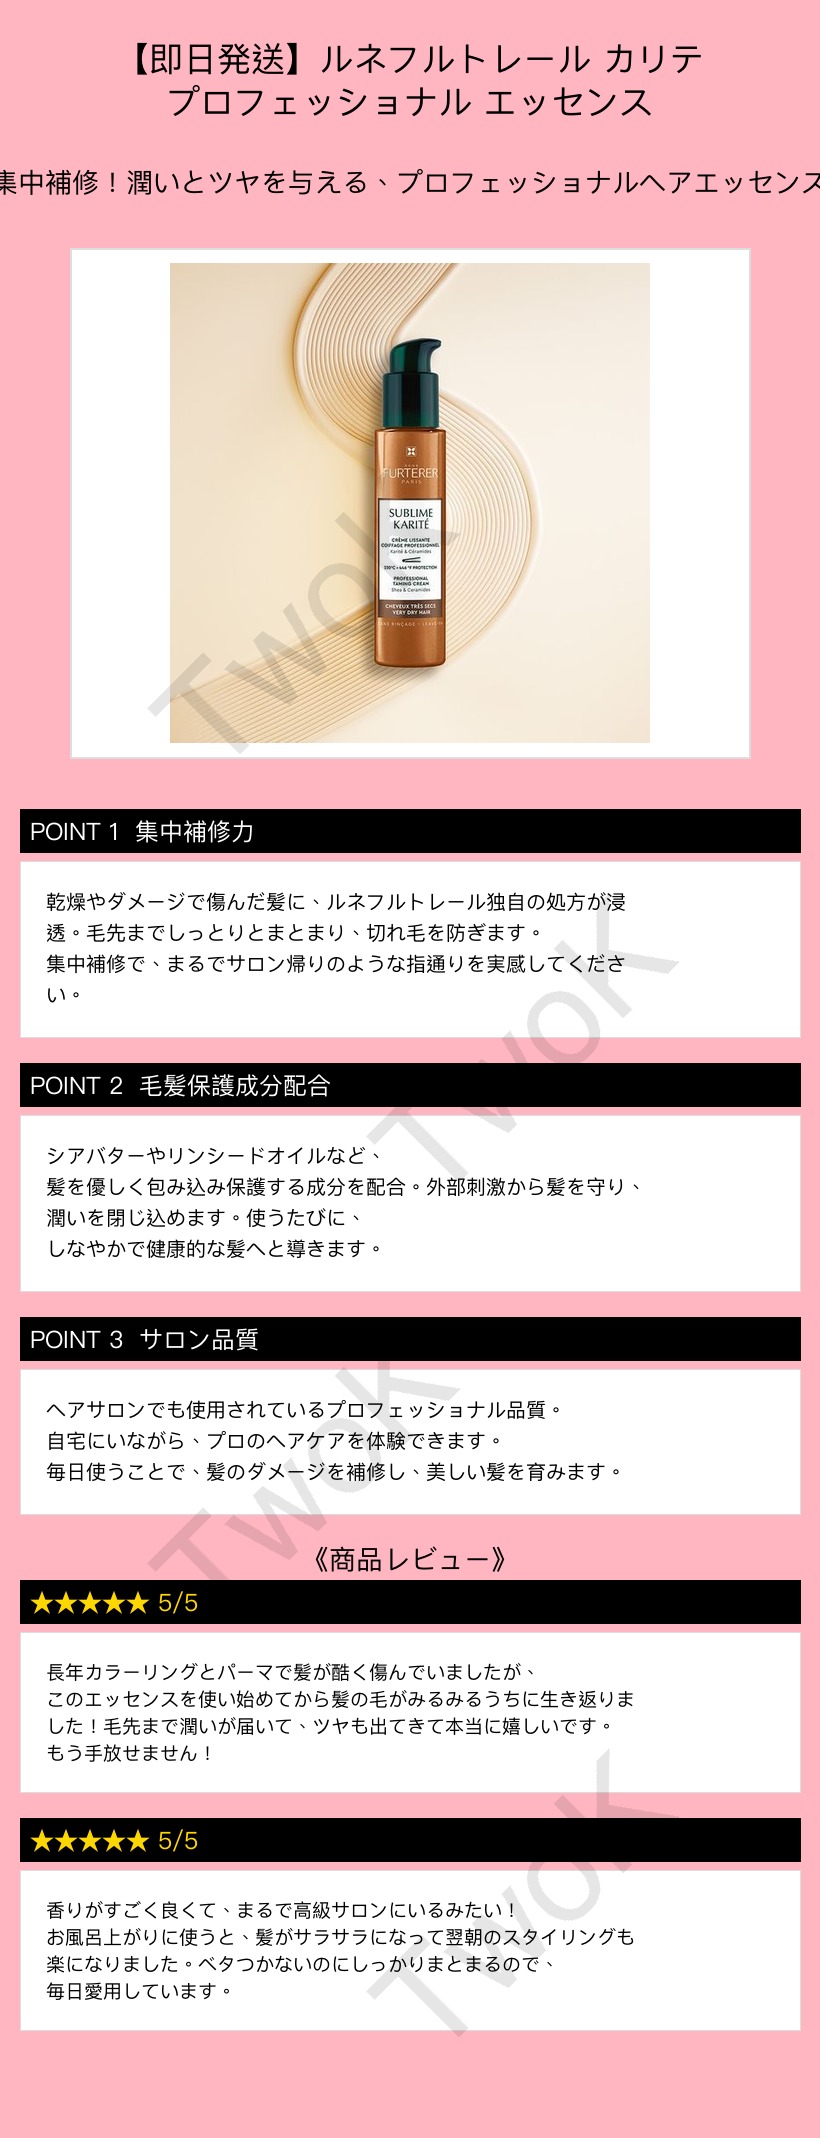 【即日発送】ルネフルトレール カリテ
プロフェッショナル エッセンス
集中補修！潤いとツヤを与える、プロフェッショナルヘアエッセンス
RENE
FURTERER
PARIS
SUBLIME
KARITÉ
CRÈME LISSANTE
COIFFAGE PROFESSIONNEL
Karité & Céramides
230°C • 446 °F PROTECTION
PROFESSIONAL
TAMING CREAM
Shea & Ceramides
CHEVEUX TRÈS SECS
VERY DRY HAIR
TwoK
POINT 1 集中補修力
乾燥やダメージで傷んだ髪に、ルネフルトレール独自の処方が浸
透。毛先までしっとりとまとまり、切れ毛を防ぎます。
集中補修で、まるでサロン帰りのような指通りを実感してくださ
い。
TwoK
POINT 2 毛髪保護成分配合
シアバターやリンシードオイルなど、
髪を優しく包み込み保護する成分を配合。外部刺激から髪を守り、
潤いを閉じ込めます。使うたびに、
しなやかで健康的な髪へと導きます。
POINT 3 サロン品質
ヘアサロンでも使用されているプロフェッショナル品質。
自宅にいながら、プロのヘアケアを体験できます。
毎日使うことで、髪のダメージを補修し、美しい髪を育みます。
TwoK
《商品レビュー》
★★★★★ 5/5
長年カラーリングとパーマで髪が酷く傷んでいましたが、
このエッセンスを使い始めてから髪の毛がみるみるうちに生き返りま
した！毛先まで潤いが届いて、ツヤも出てきて本当に嬉しいです。
もう手放せません！
★★★★★ 5/5
香りがすごく良くて、まるで高級サロンにいるみたい！
お風呂上がりに使うと、髪がサラサラになって翌朝のスタイリングも
楽になりました。ベタつかないのにしっかりまとまるので、
毎日愛用しています。
TwoK